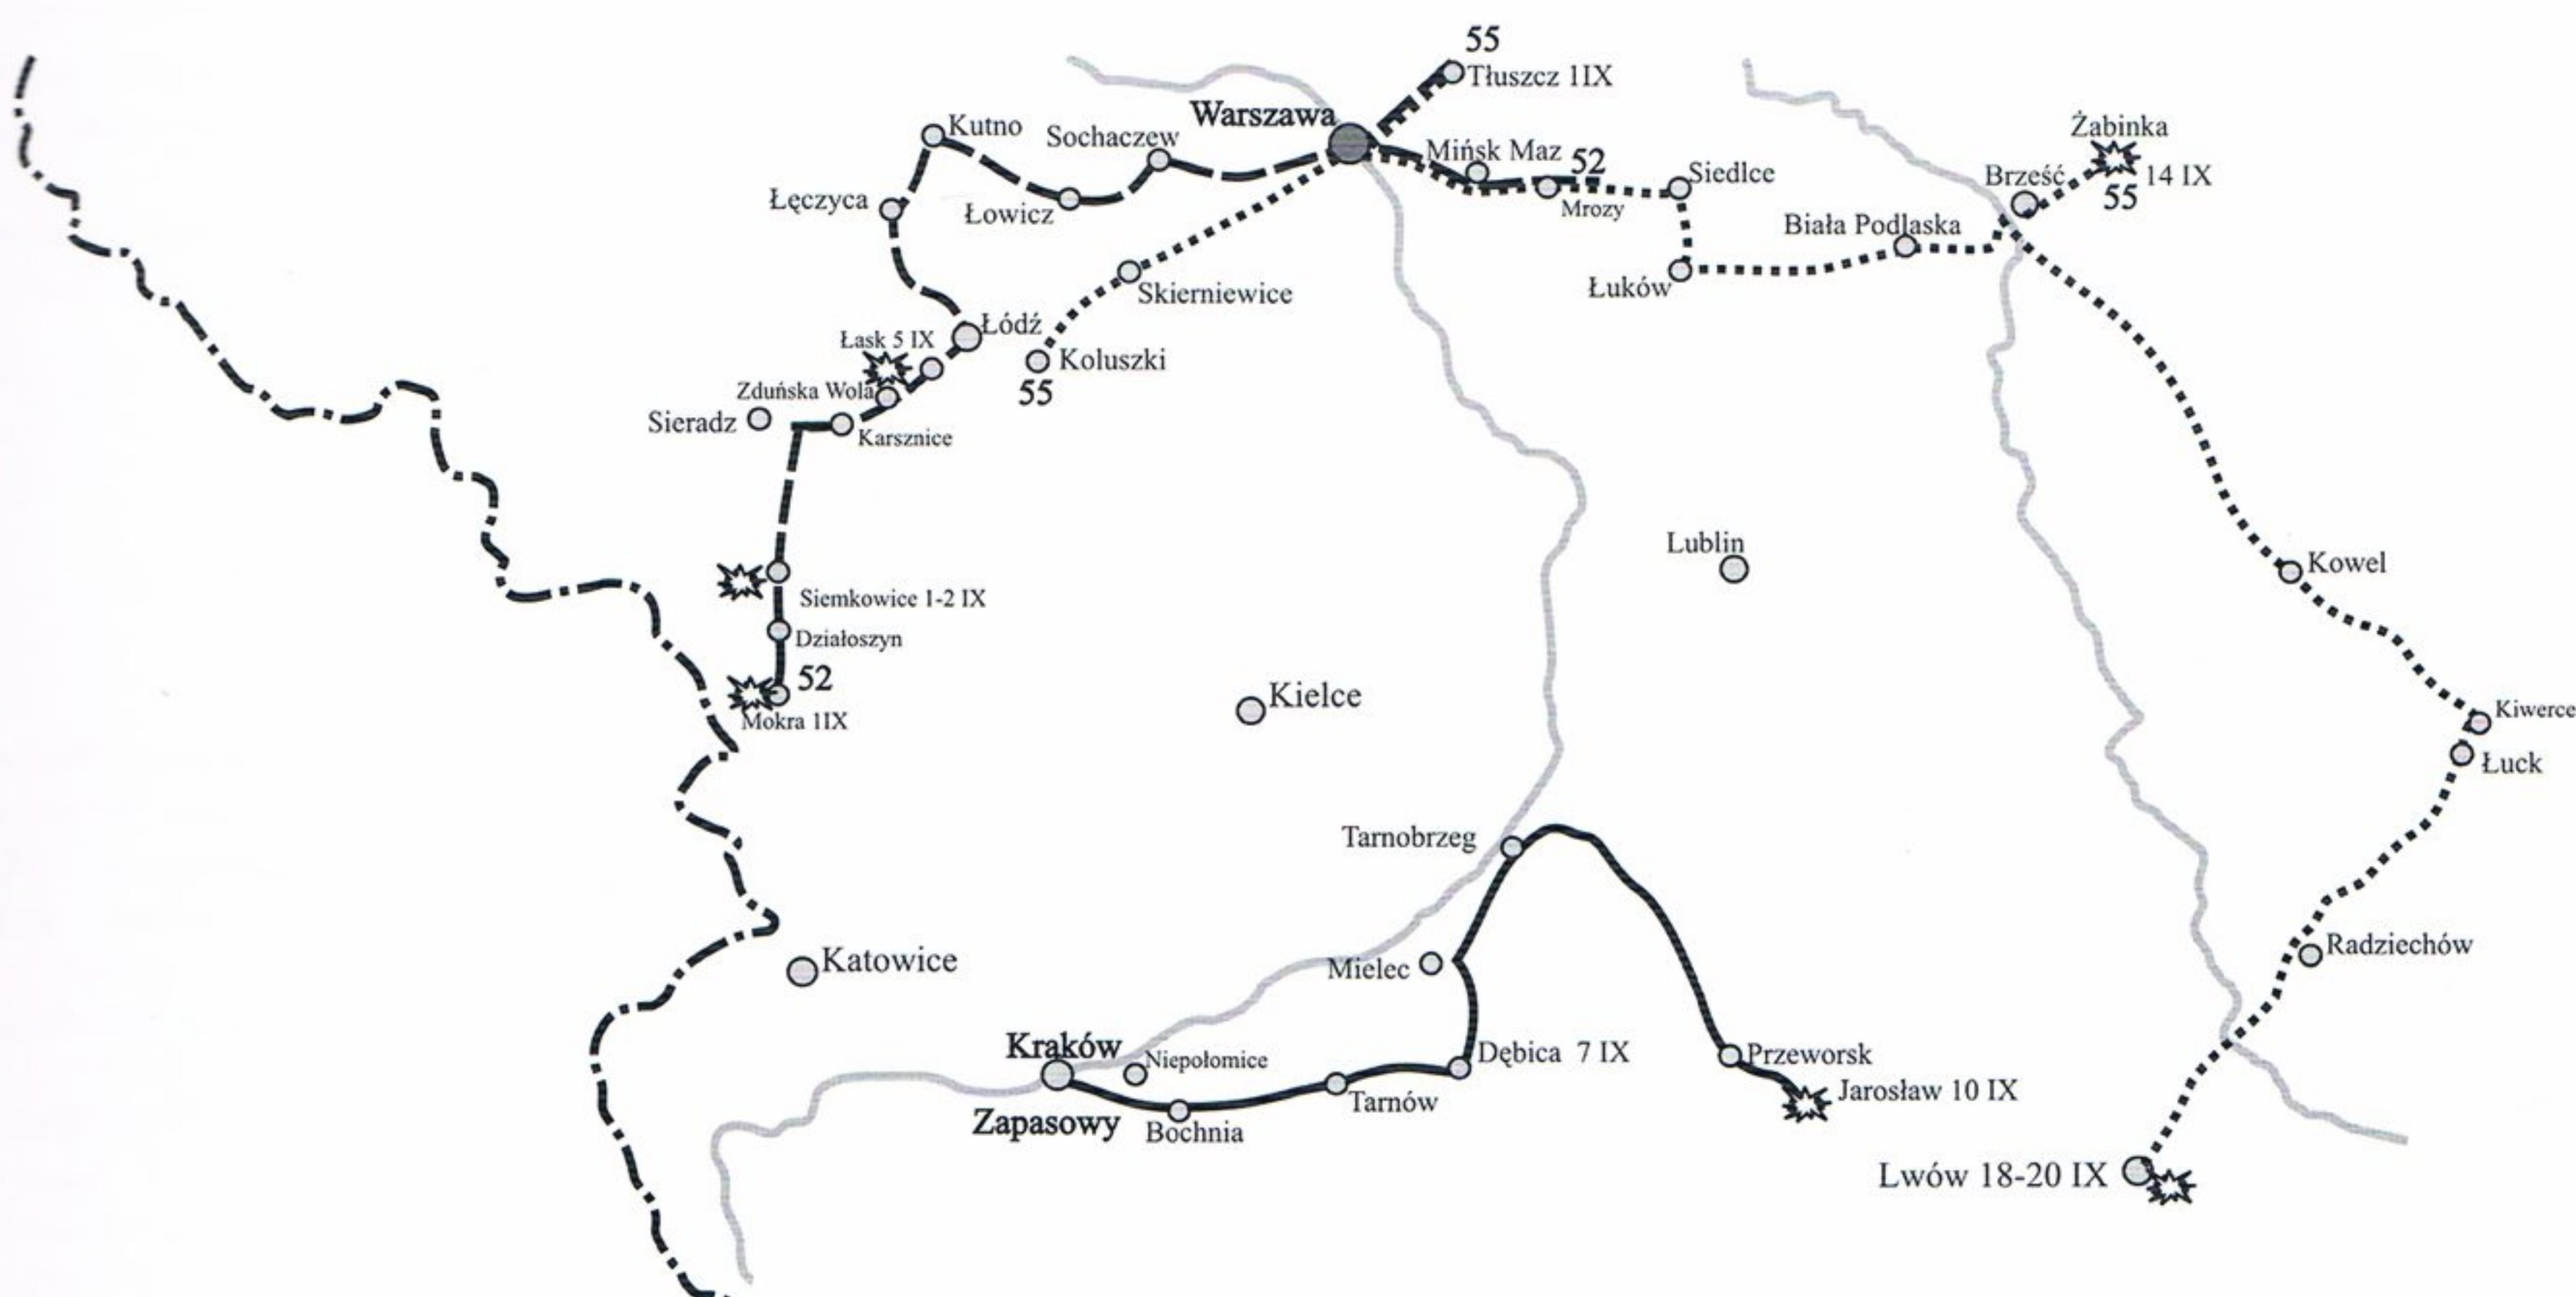 55
Tłuszcz 1IX
Warszawa
Kutno
Sochaczew
Żabinka
Mińsk Maz
52
Siedlce
Brześć
14 IX
55
Łęczyca
Łowicz
Mrozy
Biała Podlaska
Skierniewice
Łuków
Łódź
Łask 5 IX
Koluszki
55
Zduńska Wola
Sieradz
Karsznice
Lublin
Kowel
Siemkowice 1-2 IX
Działoszyn
52
Mokra 1IX
Kielce
Kiwerce
Łuck
Tarnobrzeg
Radziechów
Katowice
Mielec
Kraków
Niepołomice
Dębica 7 IX
Przeworsk
Jarosław 10 IX
Tarnów
Zapasowy
Bochnia
Lwów 18-20 IX